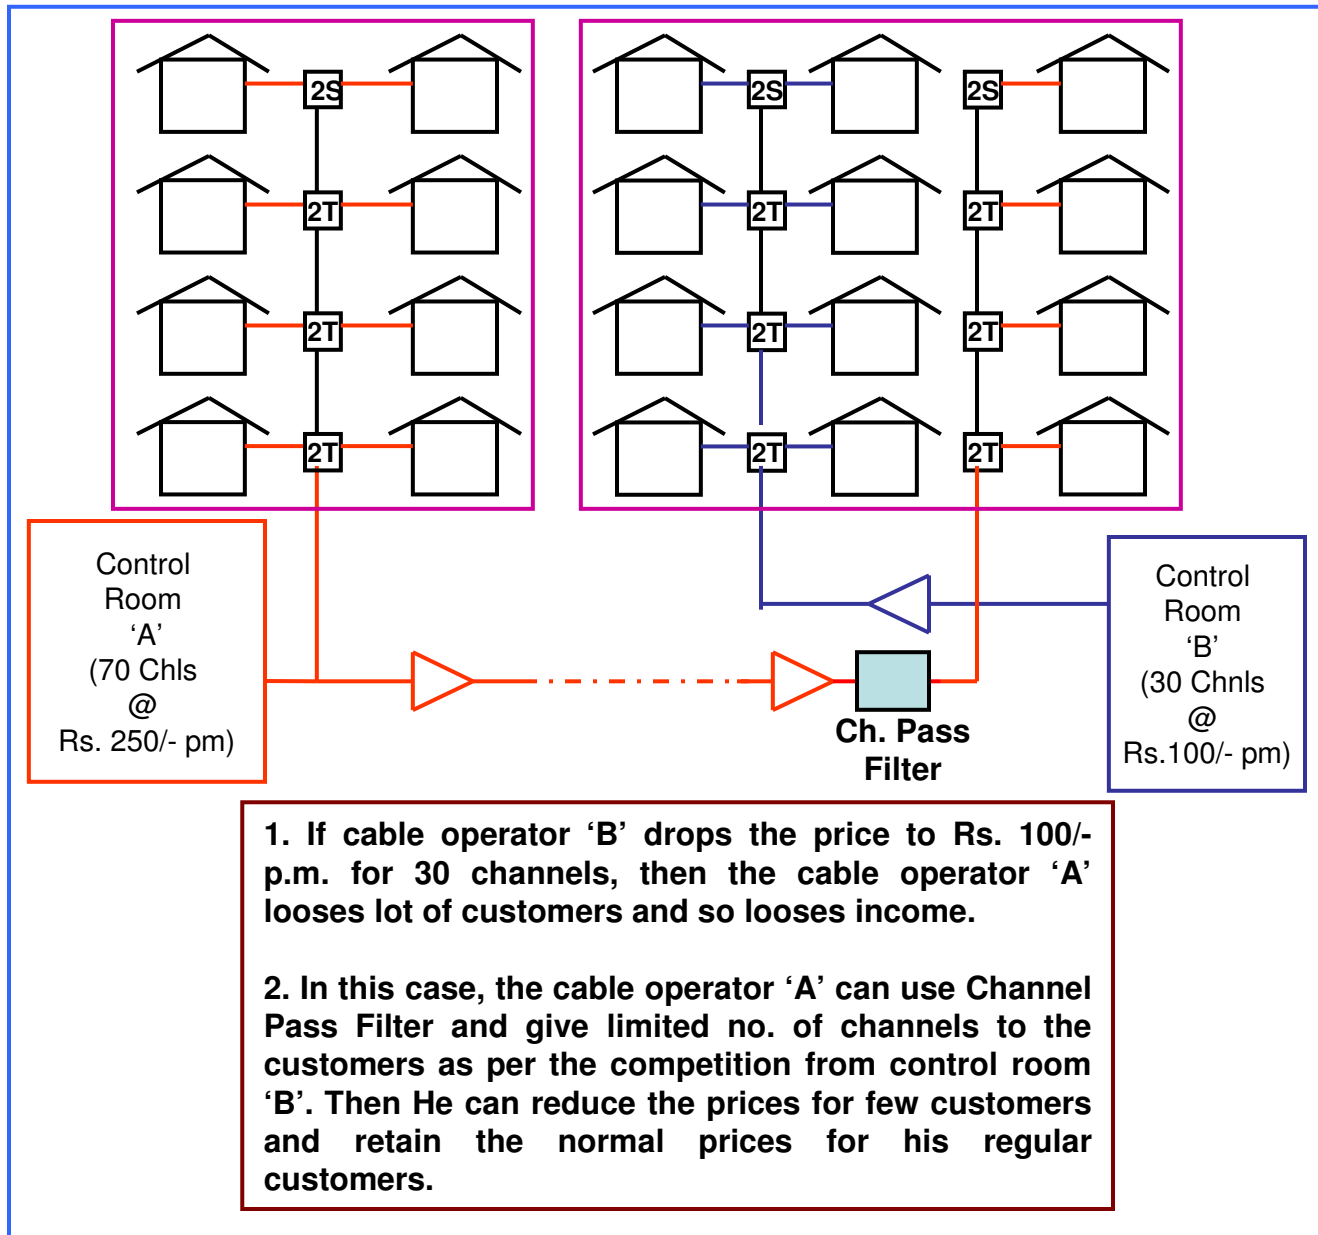 2S 2S 2S
2T 2T 2T
2T 2T 2T
2T 2T 2T
Control
Room
‘A’
(70 Chls
@
Rs. 250/- pm)
Control
Room
‘B’
(30 Chnls
@
Rs.100/- pm)
Ch. Pass
Filter
1. If cable operator ‘B’ drops the price to Rs. 100/-
p.m. for 30 channels, then the cable operator ‘A’
looses lot of customers and so looses income.
2. In this case, the cable operator ‘A’ can use Channel
Pass Filter and give limited no. of channels to the
customers as per the competition from control room
‘B’. Then He can reduce the prices for few customers
and retain the normal prices for his regular
customers.